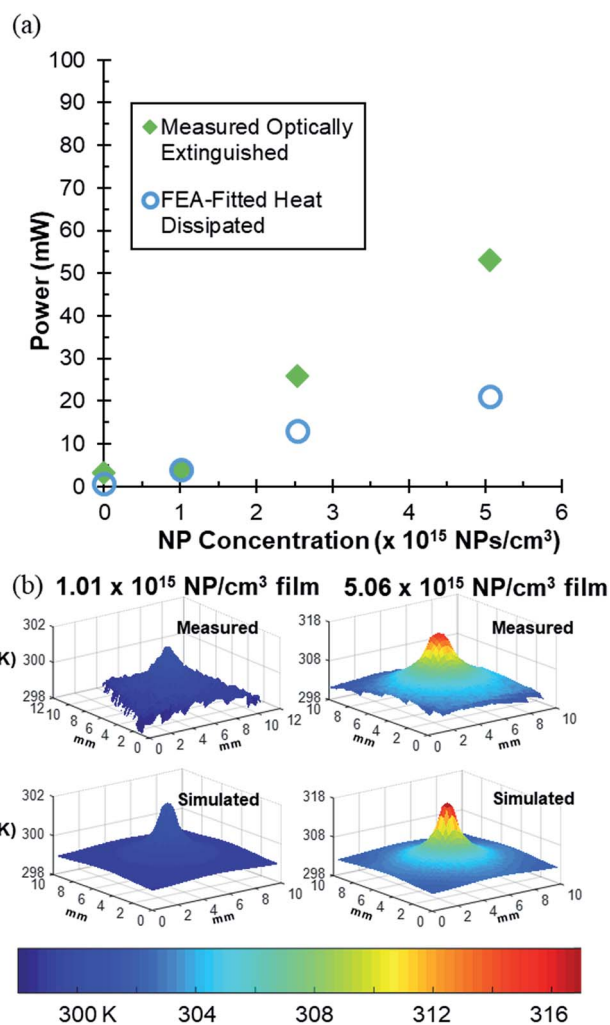 (a)
100
90
80
70
60
50
40
30
20
10
0
Power (mW)
Measured Optically
Extinguished
FEA-Fitted Heat
Dissipated
0 1 2 3 4 5 6
NP Concentration (x 10¹⁵ NPs/cm³)
(b) 1.01 x 10¹⁵ NP/cm³ film 5.06 x 10¹⁵ NP/cm³ film
302
300
298
K)
Measured
12 10 8 6 4 2 0
mm
0 2 4 6 8 10 12
mm
318
308
298
Measured
10 8 6 4 2 0
mm
0 2 4 6 8 10
mm
302
300
298
K)
Simulated
10 8 6 4 2 0
mm
0 2 4 6 8 10
mm
318
308
298
Simulated
10 8 6 4 2 0
mm
0 2 4 6 8 10
mm
300 K 304 308 312 316